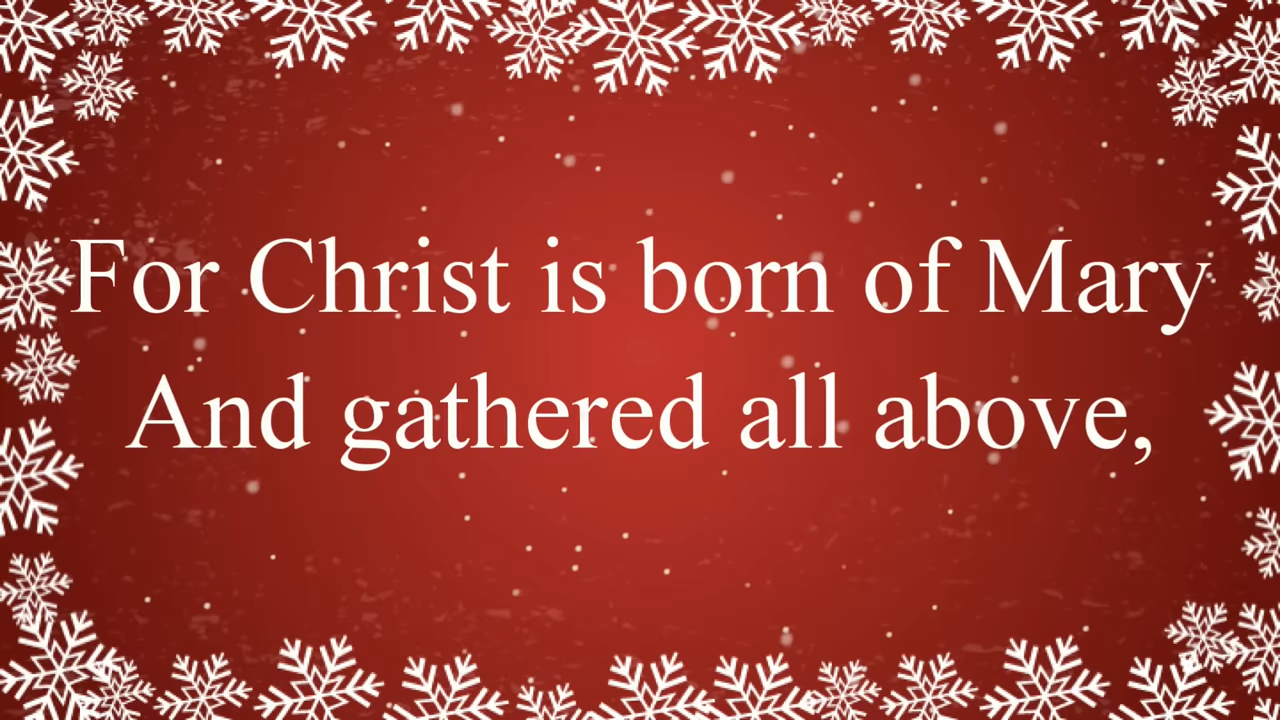 For Christ is born of Mary
And gathered all above,